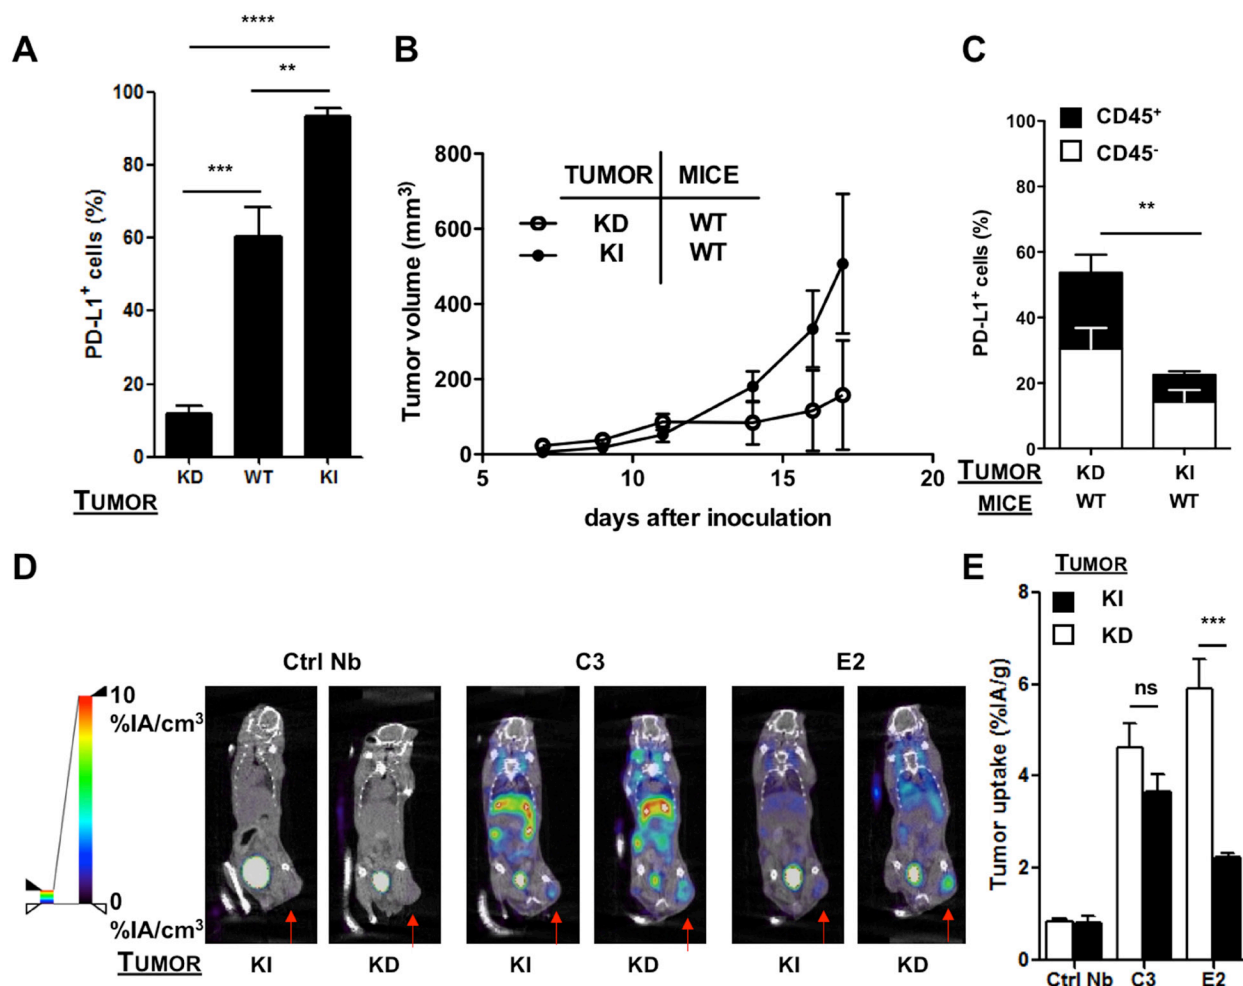 A
****
**
***
100
80
60
40
20
0
PD-L1+ cells (%)
KD WT KI
TUMOR
B
800
600
400
200
0
Tumor volume (mm3)
TUMOR MICE
KD WT
KI WT
5 10 15 20
days after inoculation
C
CD45+
CD45-
100
80
60
40
20
0
**
PD-L1+ cells (%)
TUMOR KD KI
MICE WT WT
D
10
%IA/cm3
0
%IA/cm3
Ctrl Nb C3 E2
TUMOR KI KD KI KD KI KD
E
TUMOR
KI
KD
8
6
4
2
0
Tumor uptake (%IA/g)
ns
***
Ctrl Nb C3 E2